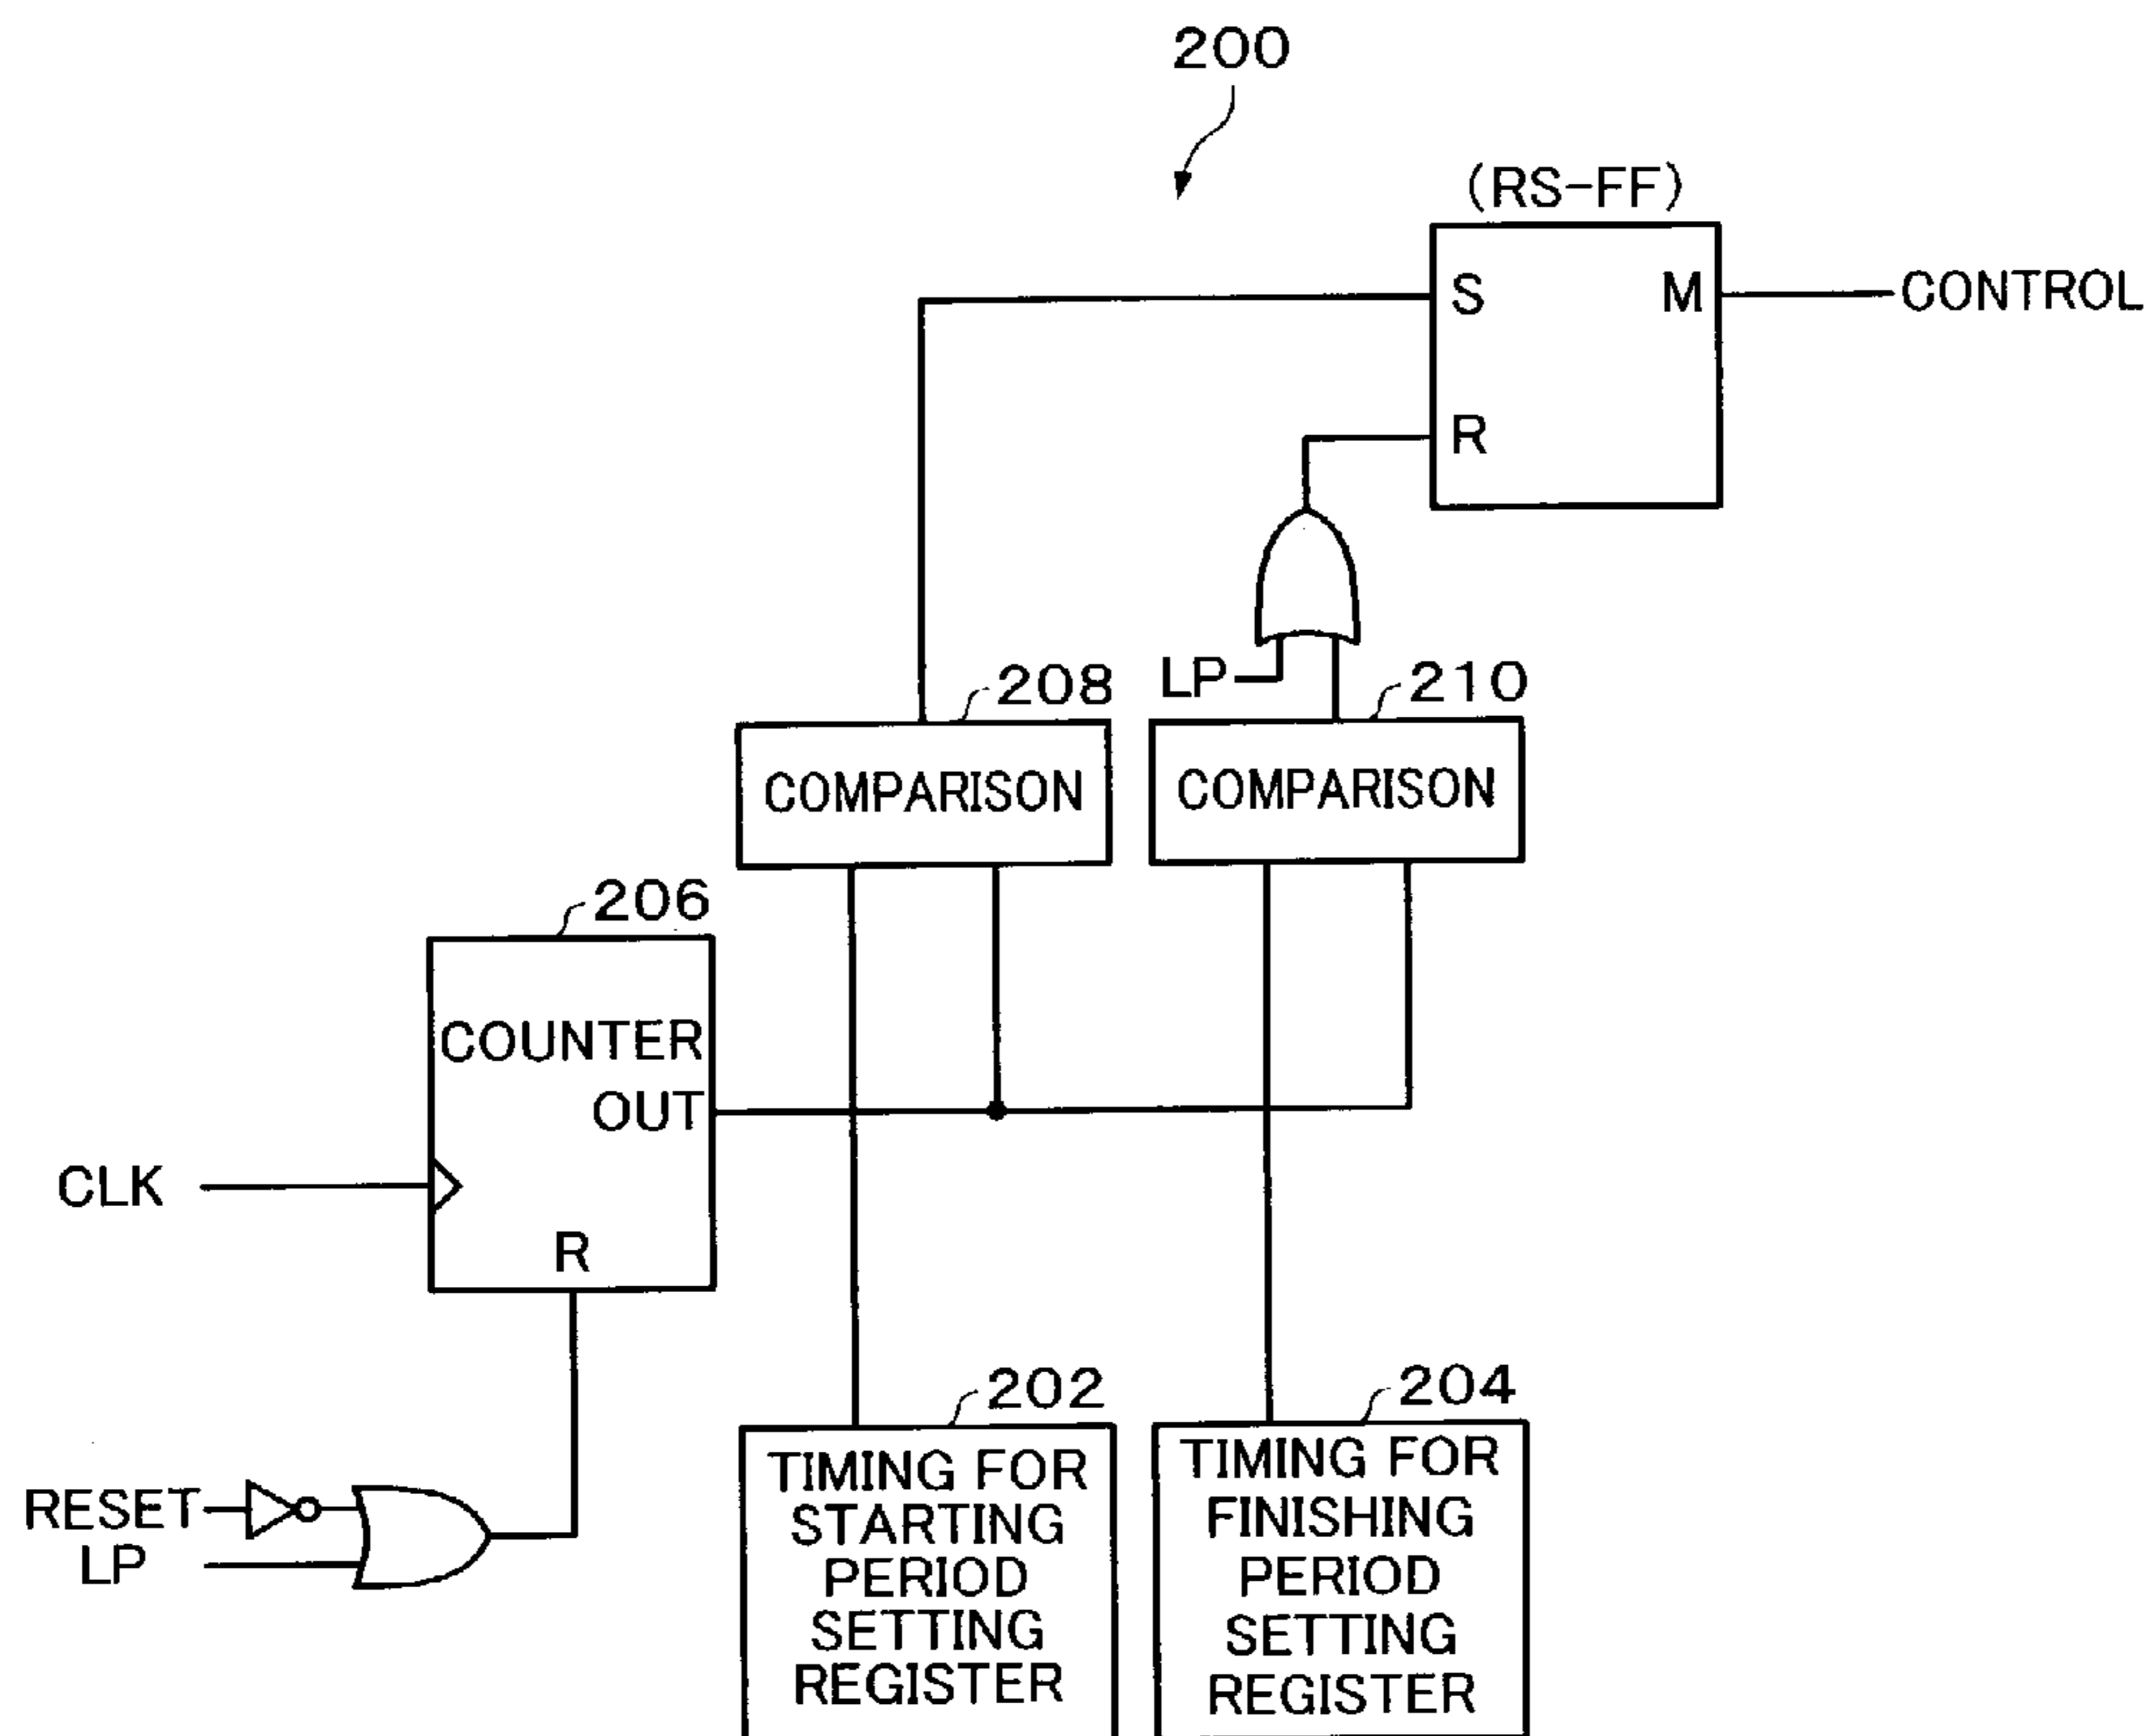 200
(RS-FF)
S
M
CONTROL
R
LP
208
210
COMPARISON
COMPARISON
206
COUNTER
OUT
CLK
R
202
204
RESET
LP
TIMING FOR
STARTING
PERIOD
SETTING
REGISTER
TIMING FOR
FINISHING
PERIOD
SETTING
REGISTER